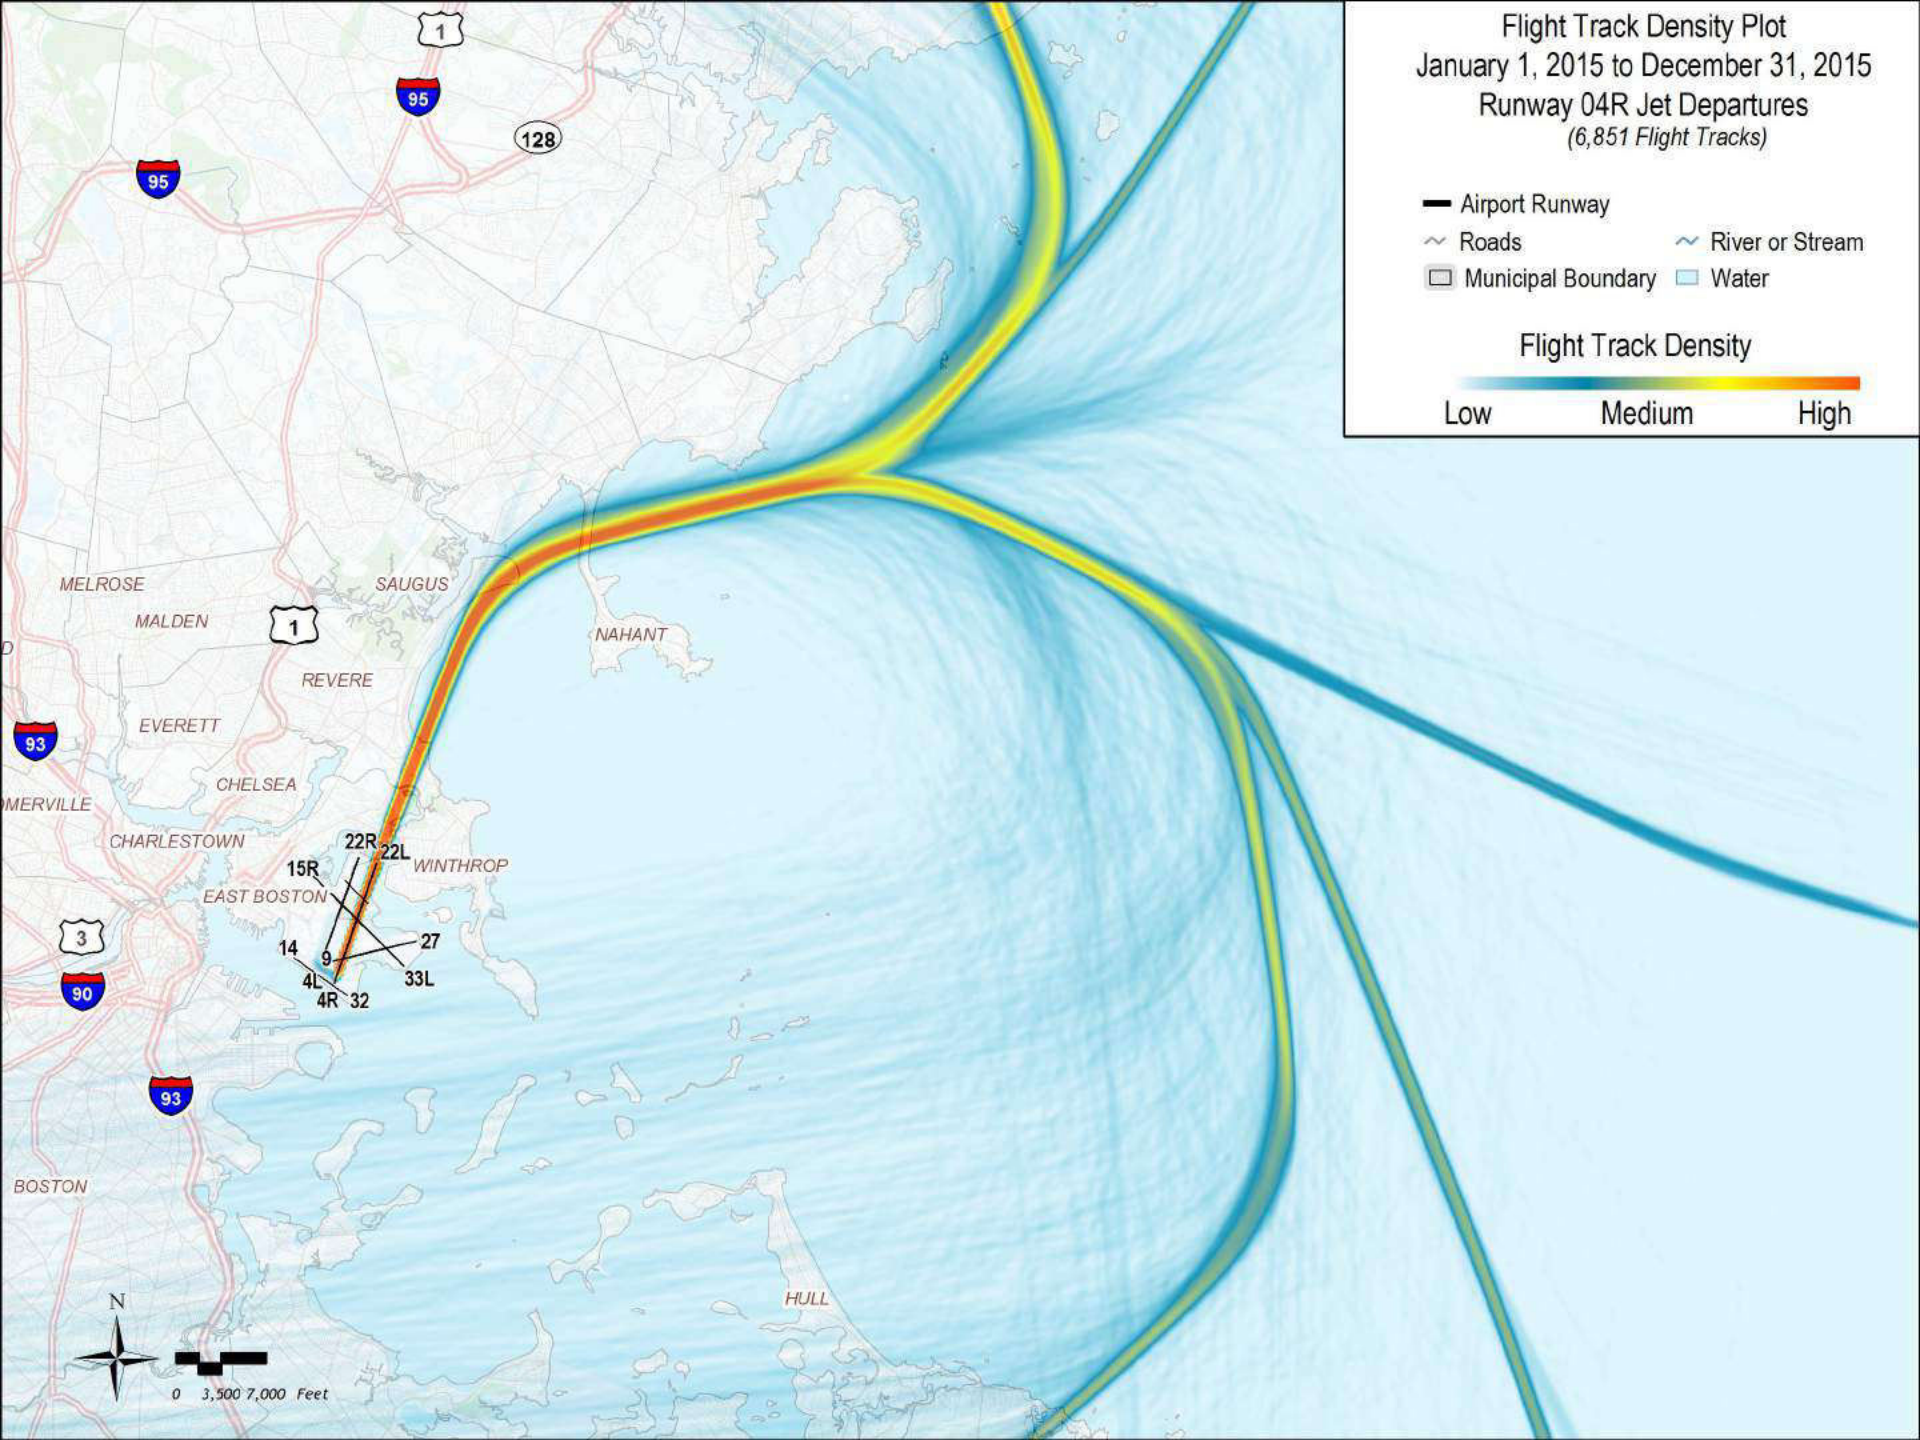 Flight Track Density Plot
January 1, 2015 to December 31, 2015
Runway 04R Jet Departures
(6,851 Flight Tracks)
Airport Runway
Roads
River or Stream
Municipal Boundary
Water
Flight Track Density
Low Medium High
1
95
128
95
MELROSE
SAUGUS
MALDEN
1
NAHANT
D
REVERE
EVERETT
93
CHELSEA
OMERVILLE
CHARLESTOWN
22R
22L
15R
WINTHROP
EAST BOSTON
3
14
27
9
33L
4L
90
4R
32
93
BOSTON
HULL
N
0 3,500 7,000 Feet